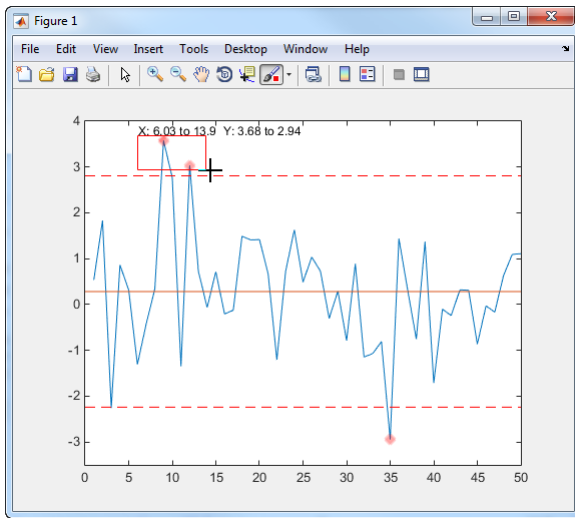 Figure 1
File Edit View Insert Tools Desktop Window Help
X: 6.03 to 13.9 Y: 3.68 to 2.94
4
3
2
1
0
-1
-2
-3
0 5 10 15 20 25 30 35 40 45 50